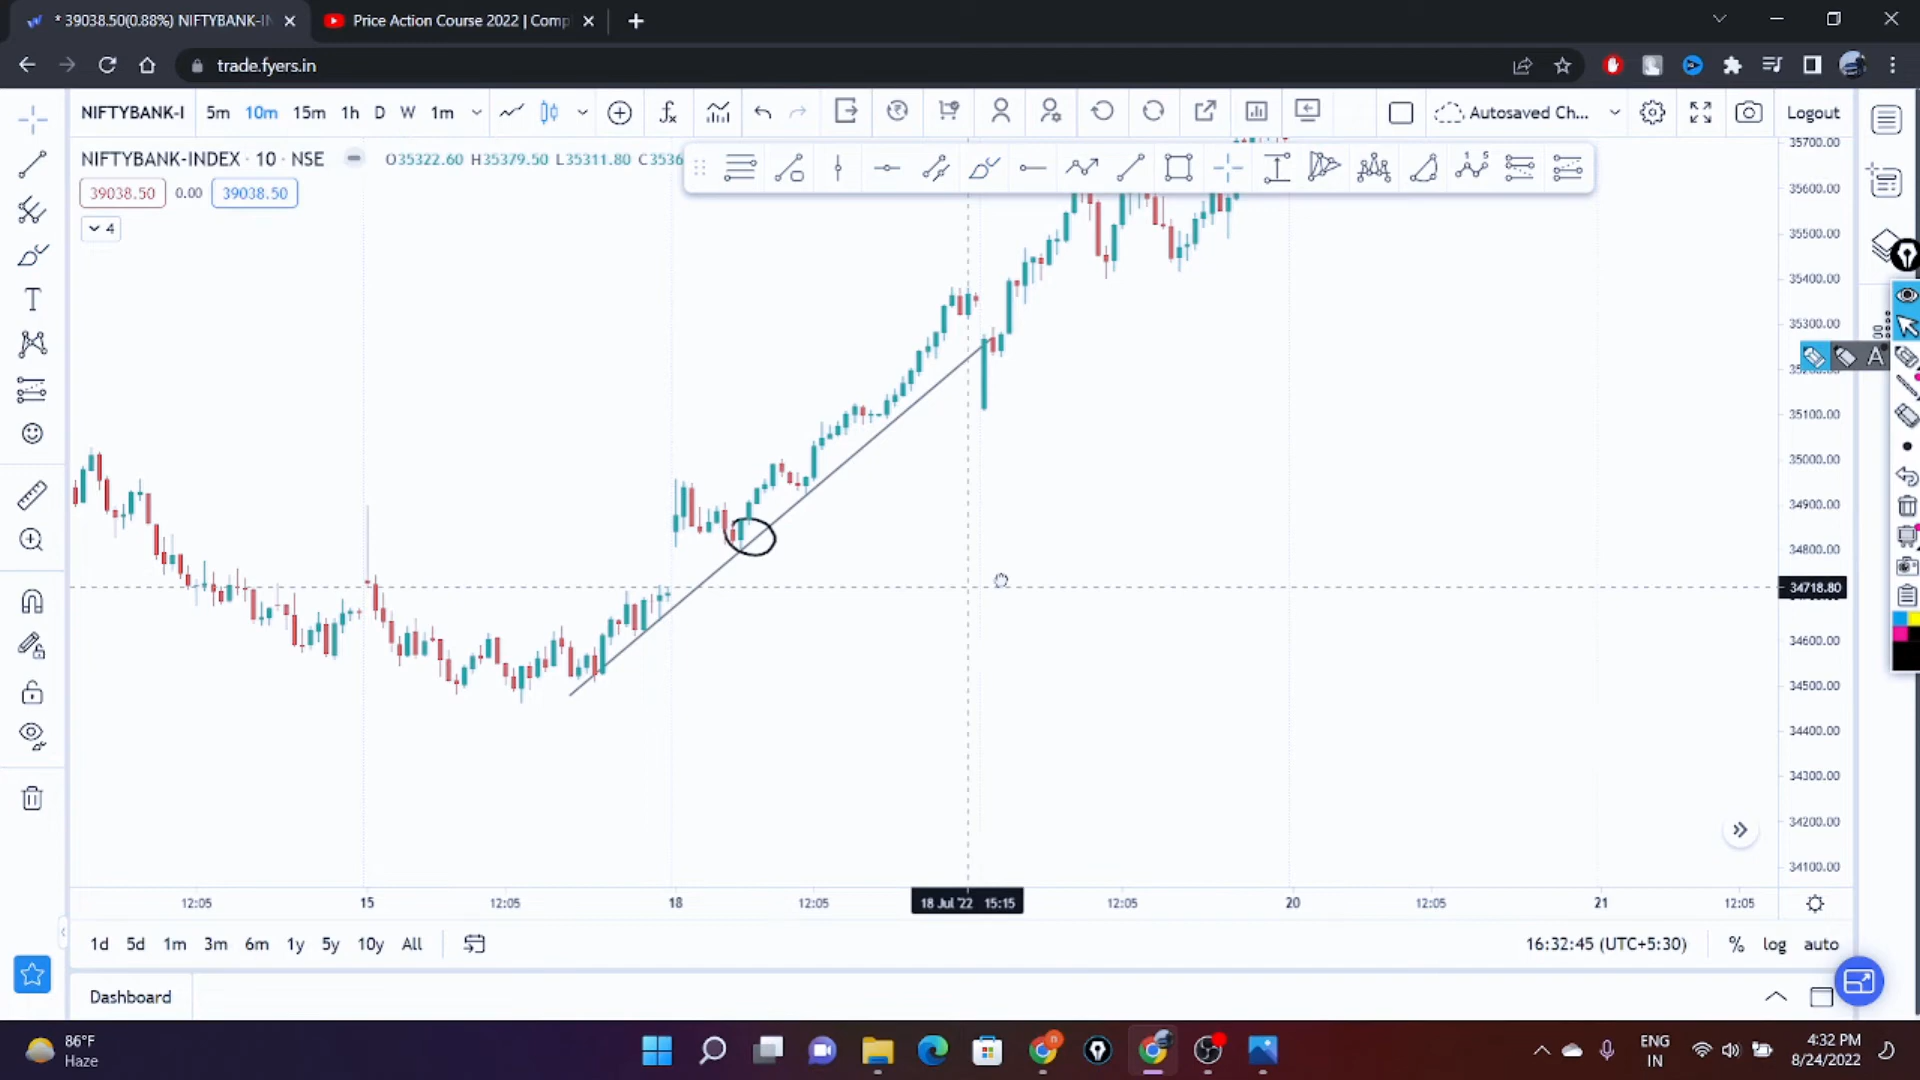 * 39038.50(0.88%) NIFTYBANK-IN
Price Action Course 2022 | Comp
trade.fyers.in
NIFTYBANK-I 5m 10m 15m 1h D W 1m
Autosaved Ch...
Logout
NIFTYBANK-INDEX · 10 · NSE O35322.60 H35379.50 L35311.80 C536
39038.50 0.00 39038.50
4
35700.00
35600.00
35500.00
35400.00
35300.00
A
35100.00
35000.00
34900.00
34800.00
34718.80
34600.00
34500.00
34400.00
34300.00
34200.00
34100.00
12:05 15 12:05 18 12:05 18 Jul '22 15:15 12:05 20 12:05 21 12:05
1d 5d 1m 3m 6m 1y 5y 10y All
16:32:45 (UTC+5:30) % log auto
Dashboard
86°F
Haze
ENG
IN
4:32 PM
8/24/2022